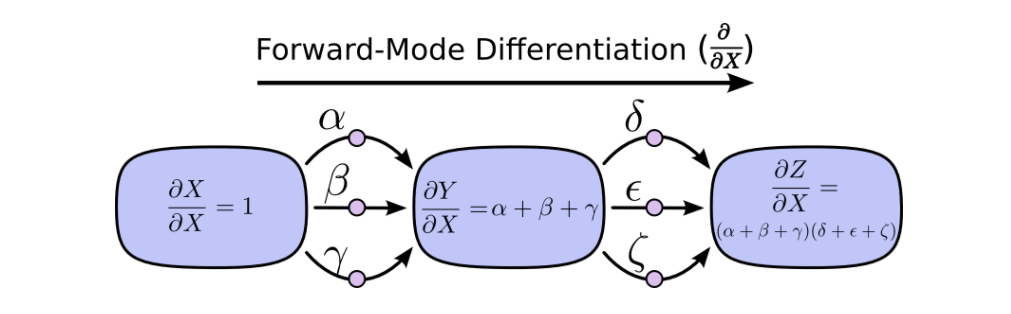 Forward-Mode Differentiation (∂/∂X)
α
δ
β
ϵ
γ
ζ
∂X/∂X = 1
∂Y/∂X = α + β + γ
∂Z/∂X =
(α + β + γ)(δ + ϵ + ζ)